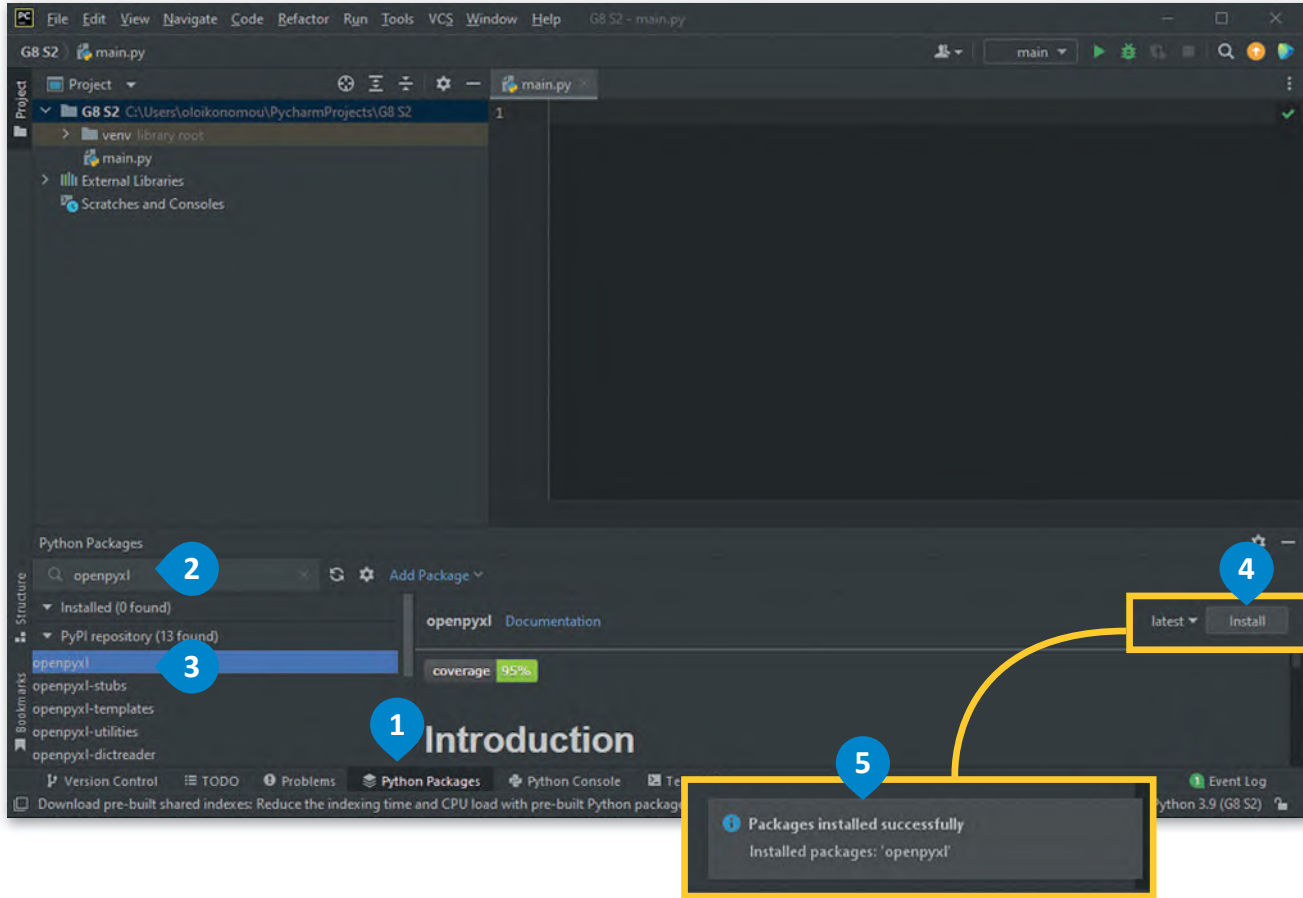 PC File Edit View Navigate Code Refactor Run Tools VCS Window Help G8 S2 - main.py
G8 S2 main.py main
Project Project main.py
G8 S2 C:\Users\oloikonomou\PycharmProjects\G8 S2 1
venv library root
main.py
External Libraries
Scratches and Consoles
Python Packages
openpyxl 2 Add Package 4
Structure
Installed (0 found)
openpyxl Documentation latest Install
PyPI repository (13 found)
openpyxl 3 coverage 95%
openpyxl-stubs
Bookmarks
openpyxl-templates
openpyxl-utilities 1 Introduction
openpyxl-dictreader 5
Version Control TODO Problems Python Packages Python Console Te 1 Event Log
Download pre-built shared indexes: Reduce the indexing time and CPU load with pre-built Python package ython 3.9 (G8 S2)
Packages installed successfully
Installed packages: 'openpyxl'